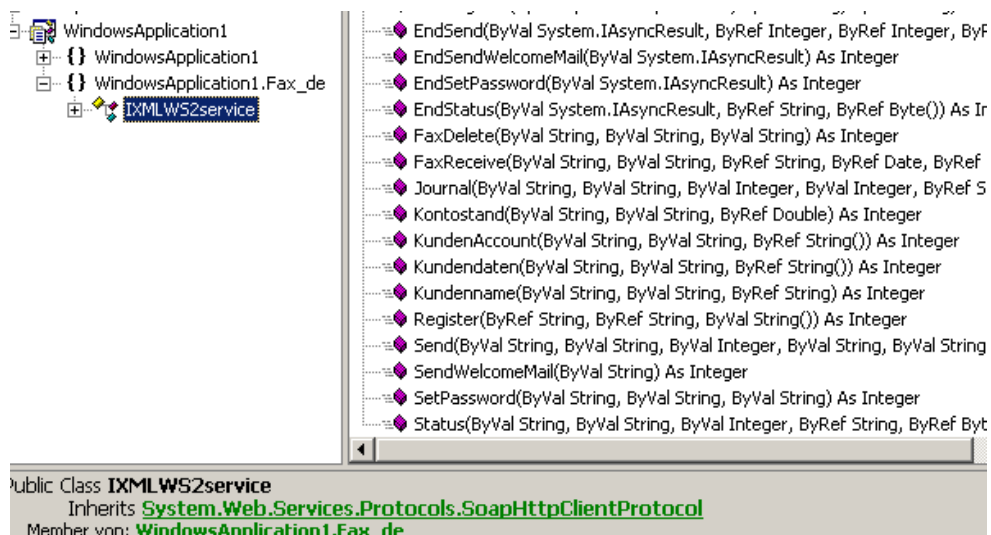 WindowsApplication1
{} WindowsApplication1
{} WindowsApplication1.Fax_de
IXMLWS2service
EndSend(ByVal System.IAsyncResult, ByRef Integer, ByRef Integer, ByR
EndSendWelcomeMail(ByVal System.IAsyncResult) As Integer
EndSetPassword(ByVal System.IAsyncResult) As Integer
EndStatus(ByVal System.IAsyncResult, ByRef String, ByRef Byte()) As In
FaxDelete(ByVal String, ByVal String, ByVal String) As Integer
FaxReceive(ByVal String, ByVal String, ByRef String, ByRef Date, ByRef
Journal(ByVal String, ByVal String, ByVal Integer, ByVal Integer, ByRef S
Kontostand(ByVal String, ByVal String, ByRef Double) As Integer
KundenAccount(ByVal String, ByVal String, ByRef String()) As Integer
Kundendaten(ByVal String, ByVal String, ByRef String()) As Integer
Kundenname(ByVal String, ByVal String, ByRef String) As Integer
Register(ByRef String, ByRef String, ByVal String()) As Integer
Send(ByVal String, ByVal String, ByVal Integer, ByVal String, ByVal String
SendWelcomeMail(ByVal String) As Integer
SetPassword(ByVal String, ByVal String, ByVal String) As Integer
Status(ByVal String, ByVal String, ByVal Integer, ByRef String, ByRef Byt
Public Class IXMLWS2service
Inherits System.Web.Services.Protocols.SoapHttpClientProtocol
Member von: WindowsApplication1.Fax_de